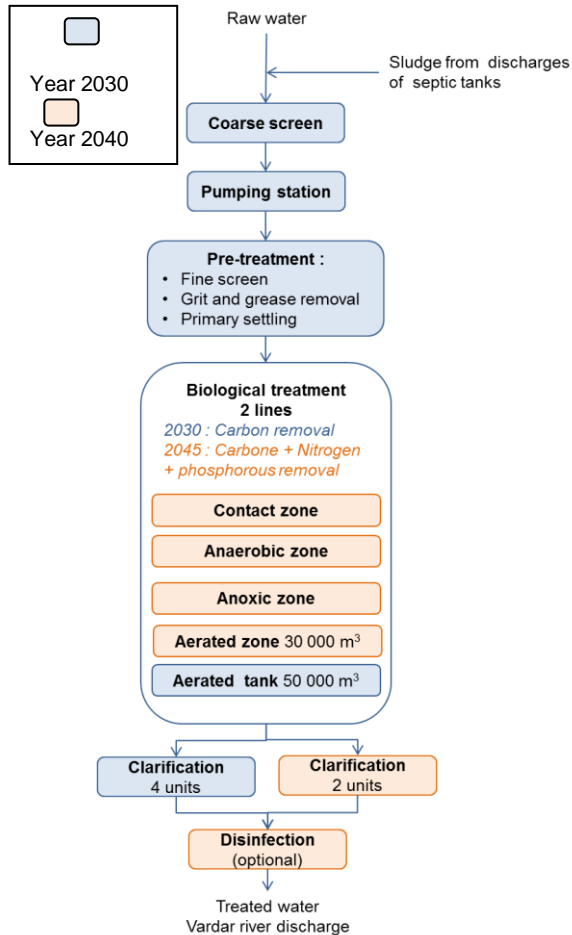 Year 2030
Year 2040
Raw water
Sludge from discharges
of septic tanks
Coarse screen
Pumping station
Pre-treatment :
• Fine screen
• Grit and grease removal
• Primary settling
Biological treatment
2 lines
2030 : Carbon removal
2045 : Carbone + Nitrogen
+ phosphorous removal
Contact zone
Anaerobic zone
Anoxic zone
Aerated zone 30 000 m³
Aerated tank 50 000 m³
Clarification
4 units
Clarification
2 units
Disinfection
(optional)
Treated water
Vardar river discharge